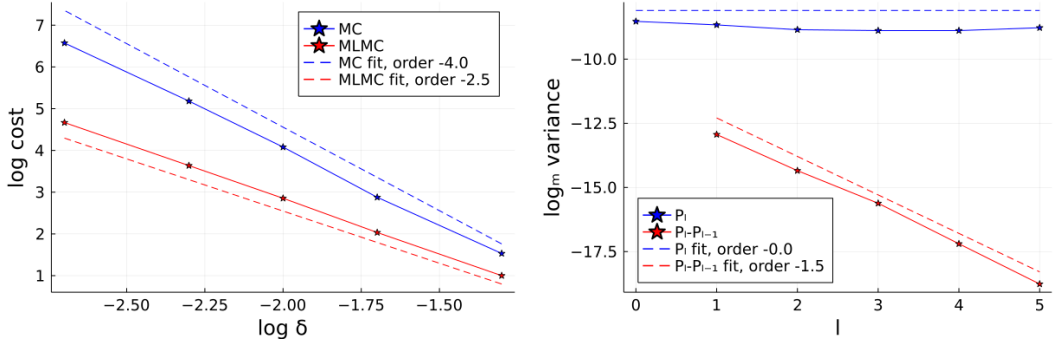 7
6
5
4
3
2
1
log cost
MC
MLMC
MC fit, order -4.0
MLMC fit, order -2.5
−2.50
−2.25
−2.00
−1.75
−1.50
log δ
−10.0
−12.5
−15.0
−17.5
logₘ variance
Pₗ
Pₗ-Pₗ₋₁
Pₗ fit, order -0.0
Pₗ-Pₗ₋₁ fit, order -1.5
0
1
2
3
4
5
l